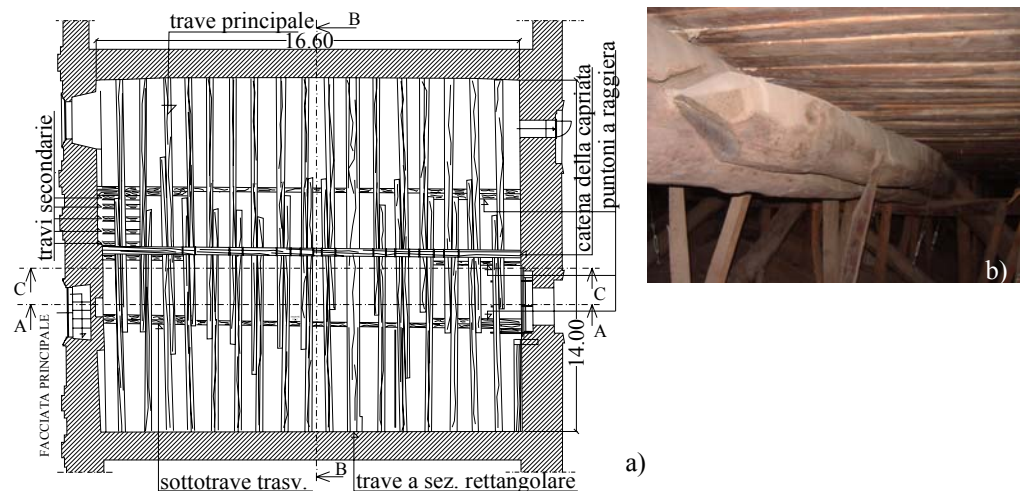 trave principale
B
16.60
travi secondarie
catena della capriata
puntoni a raggiera
b)
C
C
A
A
FACCIATA PRINCIPALE
14.00
B
a)
sottotrave trasv.
trave a sez. rettangolare